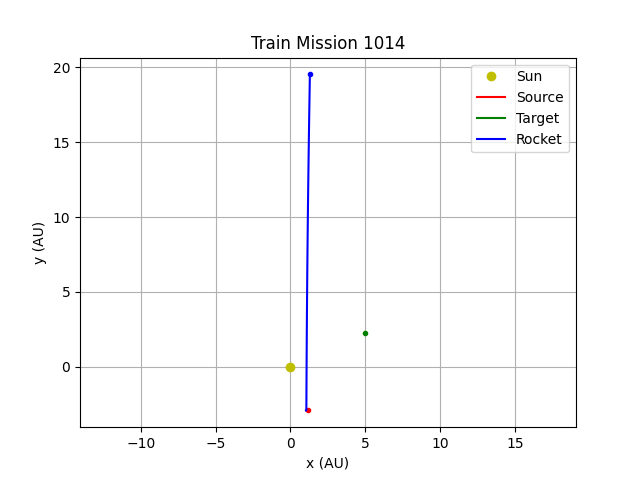 Train Mission 1014
Sun
Source
Target
Rocket
20
15
10
5
0
y (AU)
−10 −5 0 5 10 15
x (AU)